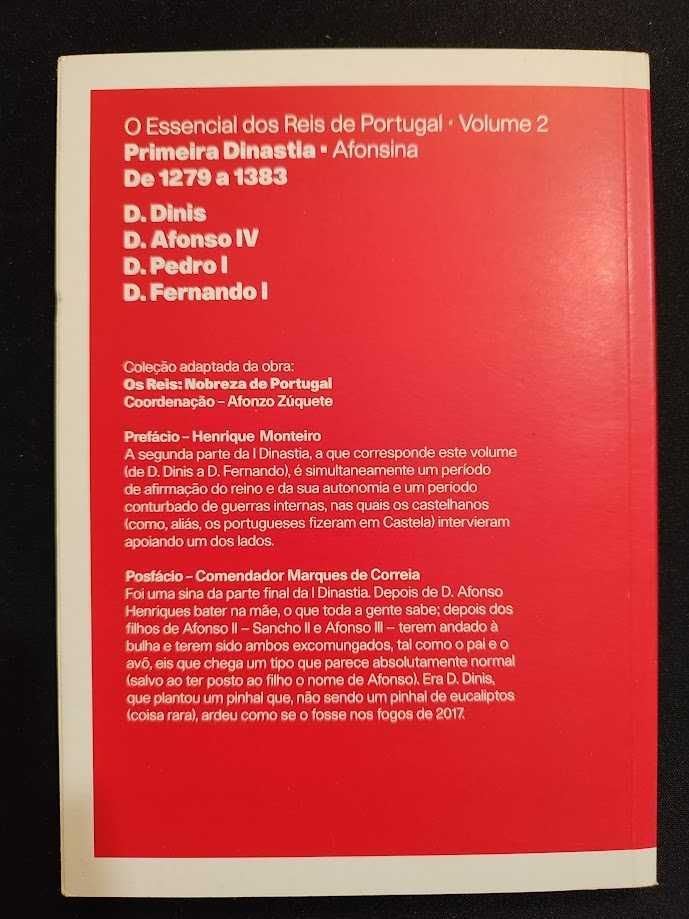 O Essencial dos Reis de Portugal · Volume 2
Primeira Dinastia ▪ Afonsina
De 1279 a 1383
D. Dinis
D. Afonso IV
D. Pedro I
D. Fernando I
Coleção adaptada da obra:
Os Reis: Nobreza de Portugal
Coordenação – Afonzo Zúquete
Prefácio – Henrique Monteiro
A segunda parte da I Dinastia, a que corresponde este volume
(de D. Dinis a D. Fernando), é simultaneamente um período
de afirmação do reino e da sua autonomia e um período
conturbado de guerras internas, nas quais os castelhanos
(como, aliás, os portugueses fizeram em Castela) intervieram
apoiando um dos lados.
Posfácio – Comendador Marques de Correia
Foi uma sina da parte final da I Dinastia. Depois de D. Afonso
Henriques bater na mãe, o que toda a gente sabe; depois dos
filhos de Afonso II – Sancho II e Afonso III – terem andado à
bulha e terem sido ambos excomungados, tal como o pai e o
avô, eis que chega um tipo que parece absolutamente normal
(salvo ao ter posto ao filho o nome de Afonso). Era D. Dinis,
que plantou um pinhal que, não sendo um pinhal de eucaliptos
(coisa rara), ardeu como se o fosse nos fogos de 2017.